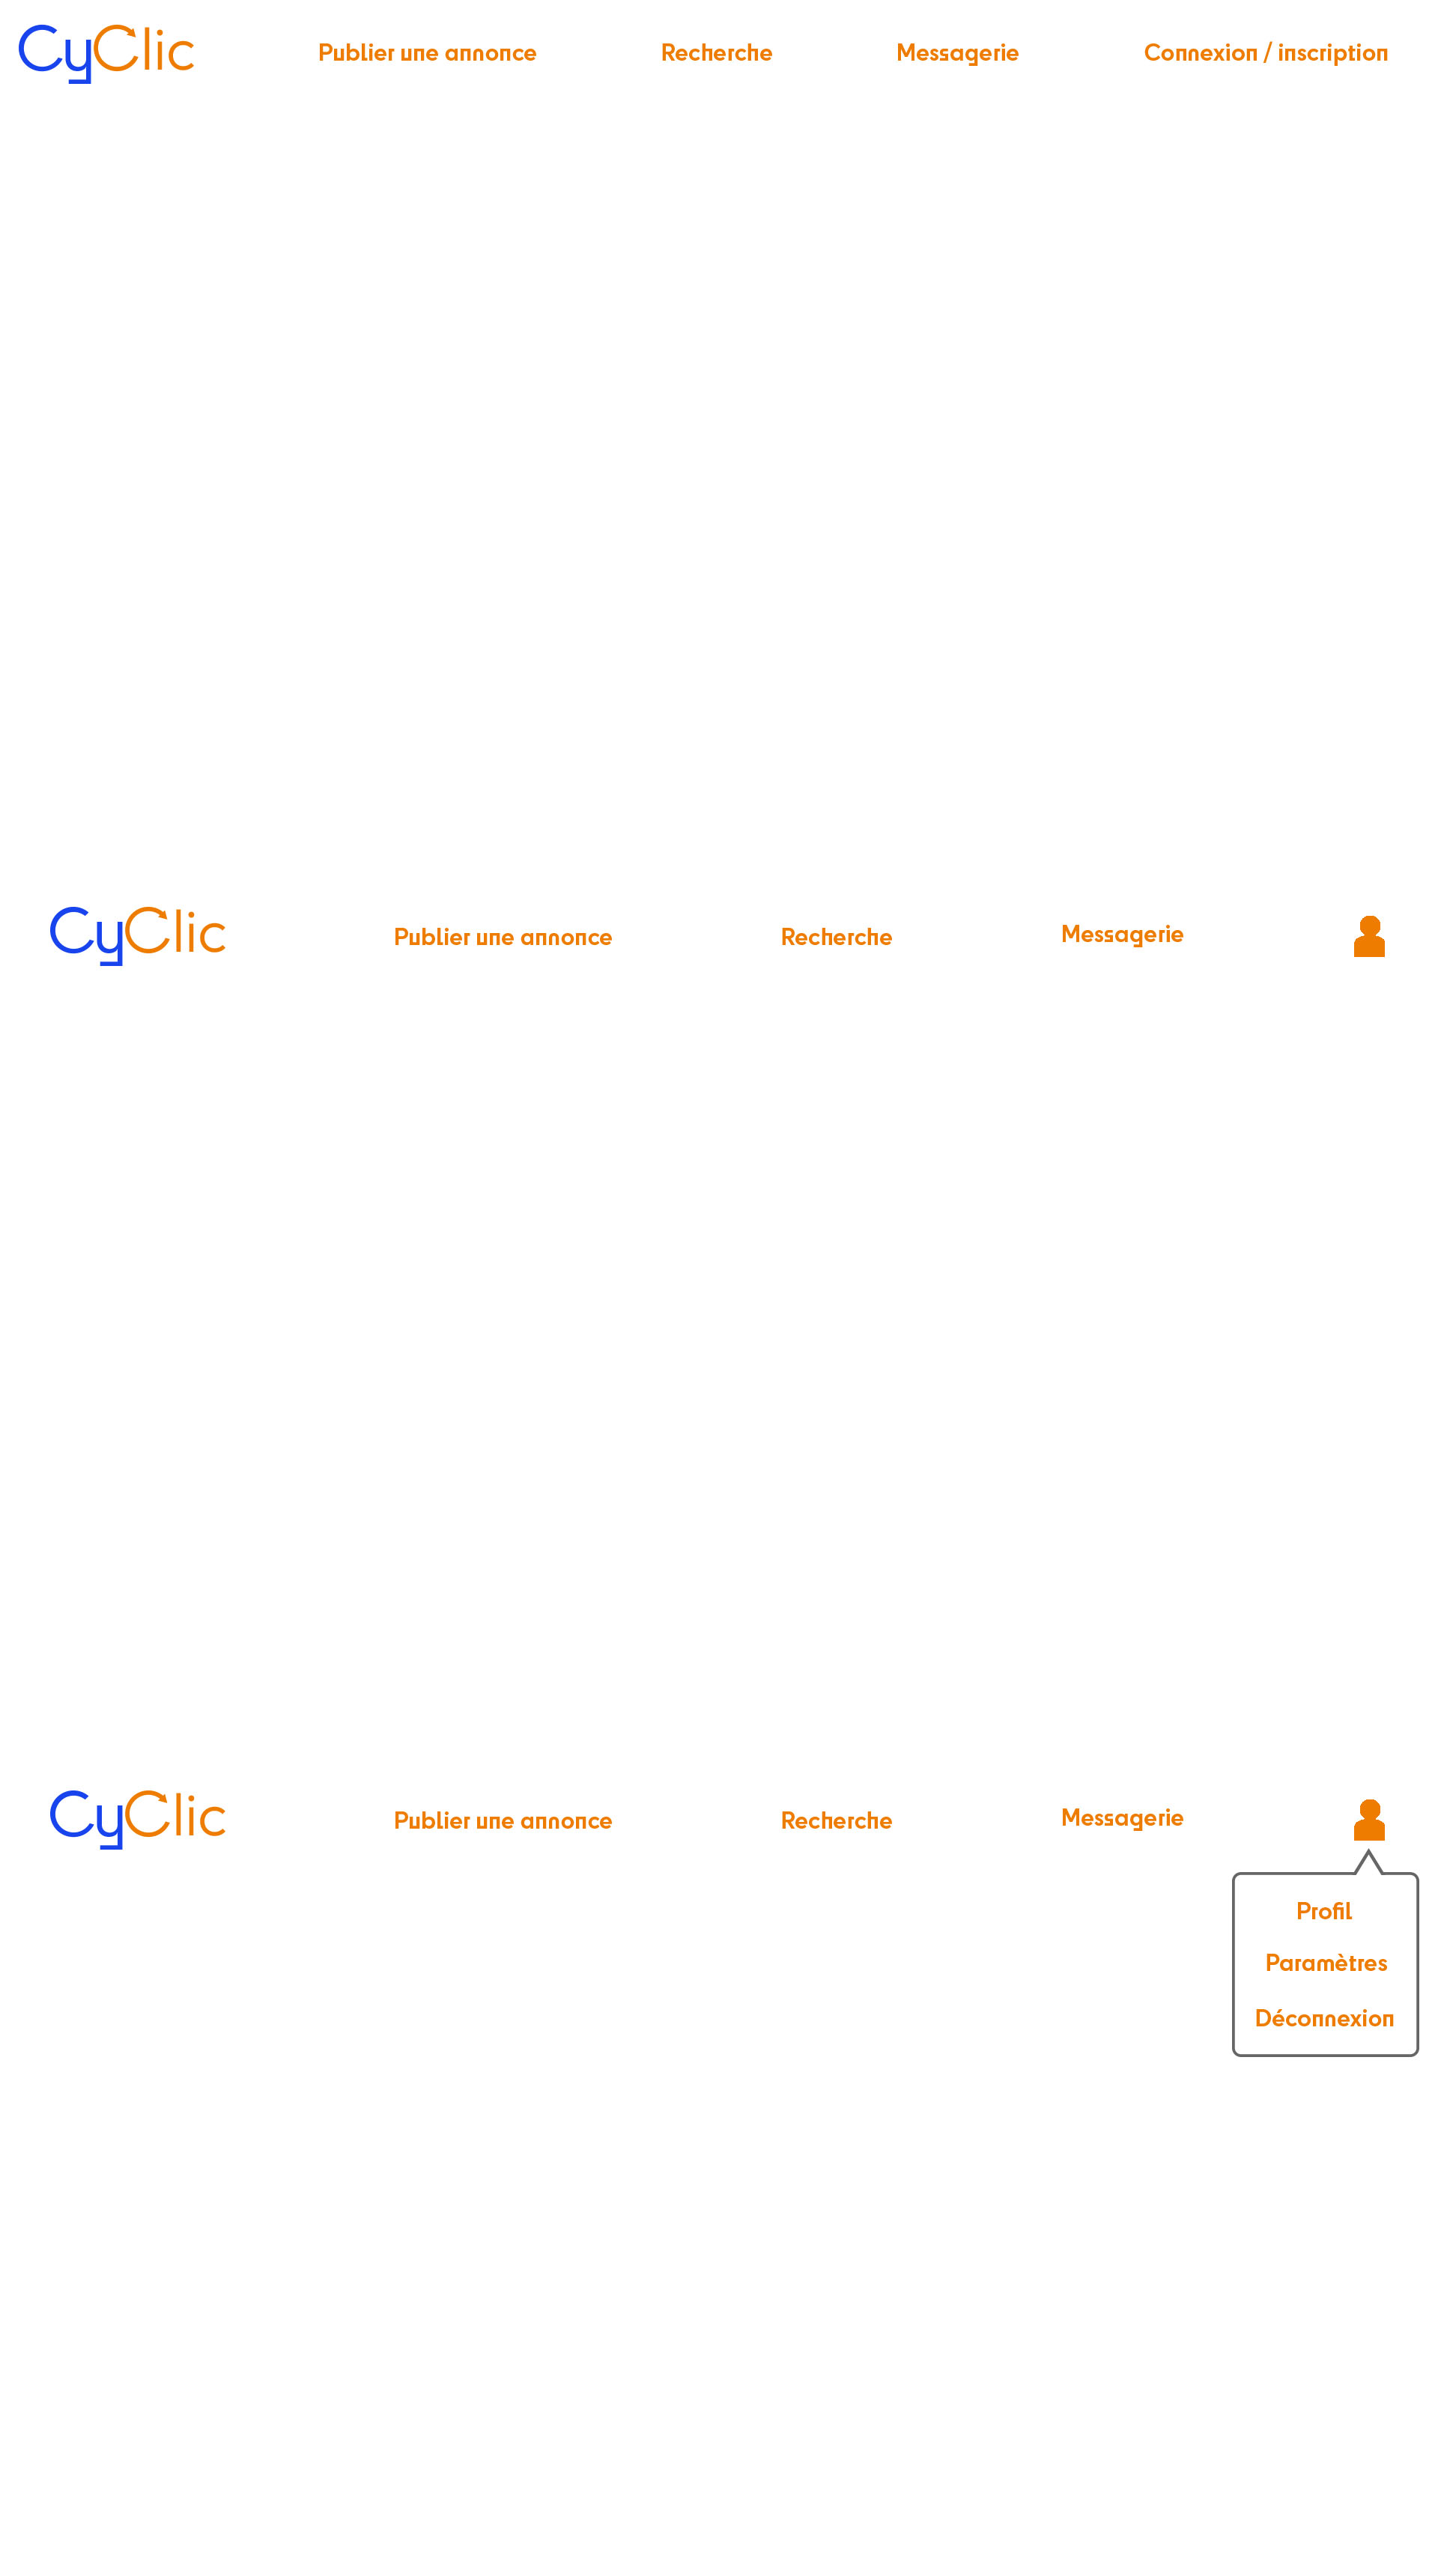 CyClic Publier une annonce Recherche Messagerie Connexion / inscription
CyClic Publier une annonce Recherche Messagerie
CyClic Publier une annonce Recherche Messagerie
Profil
Paramètres
Déconnexion